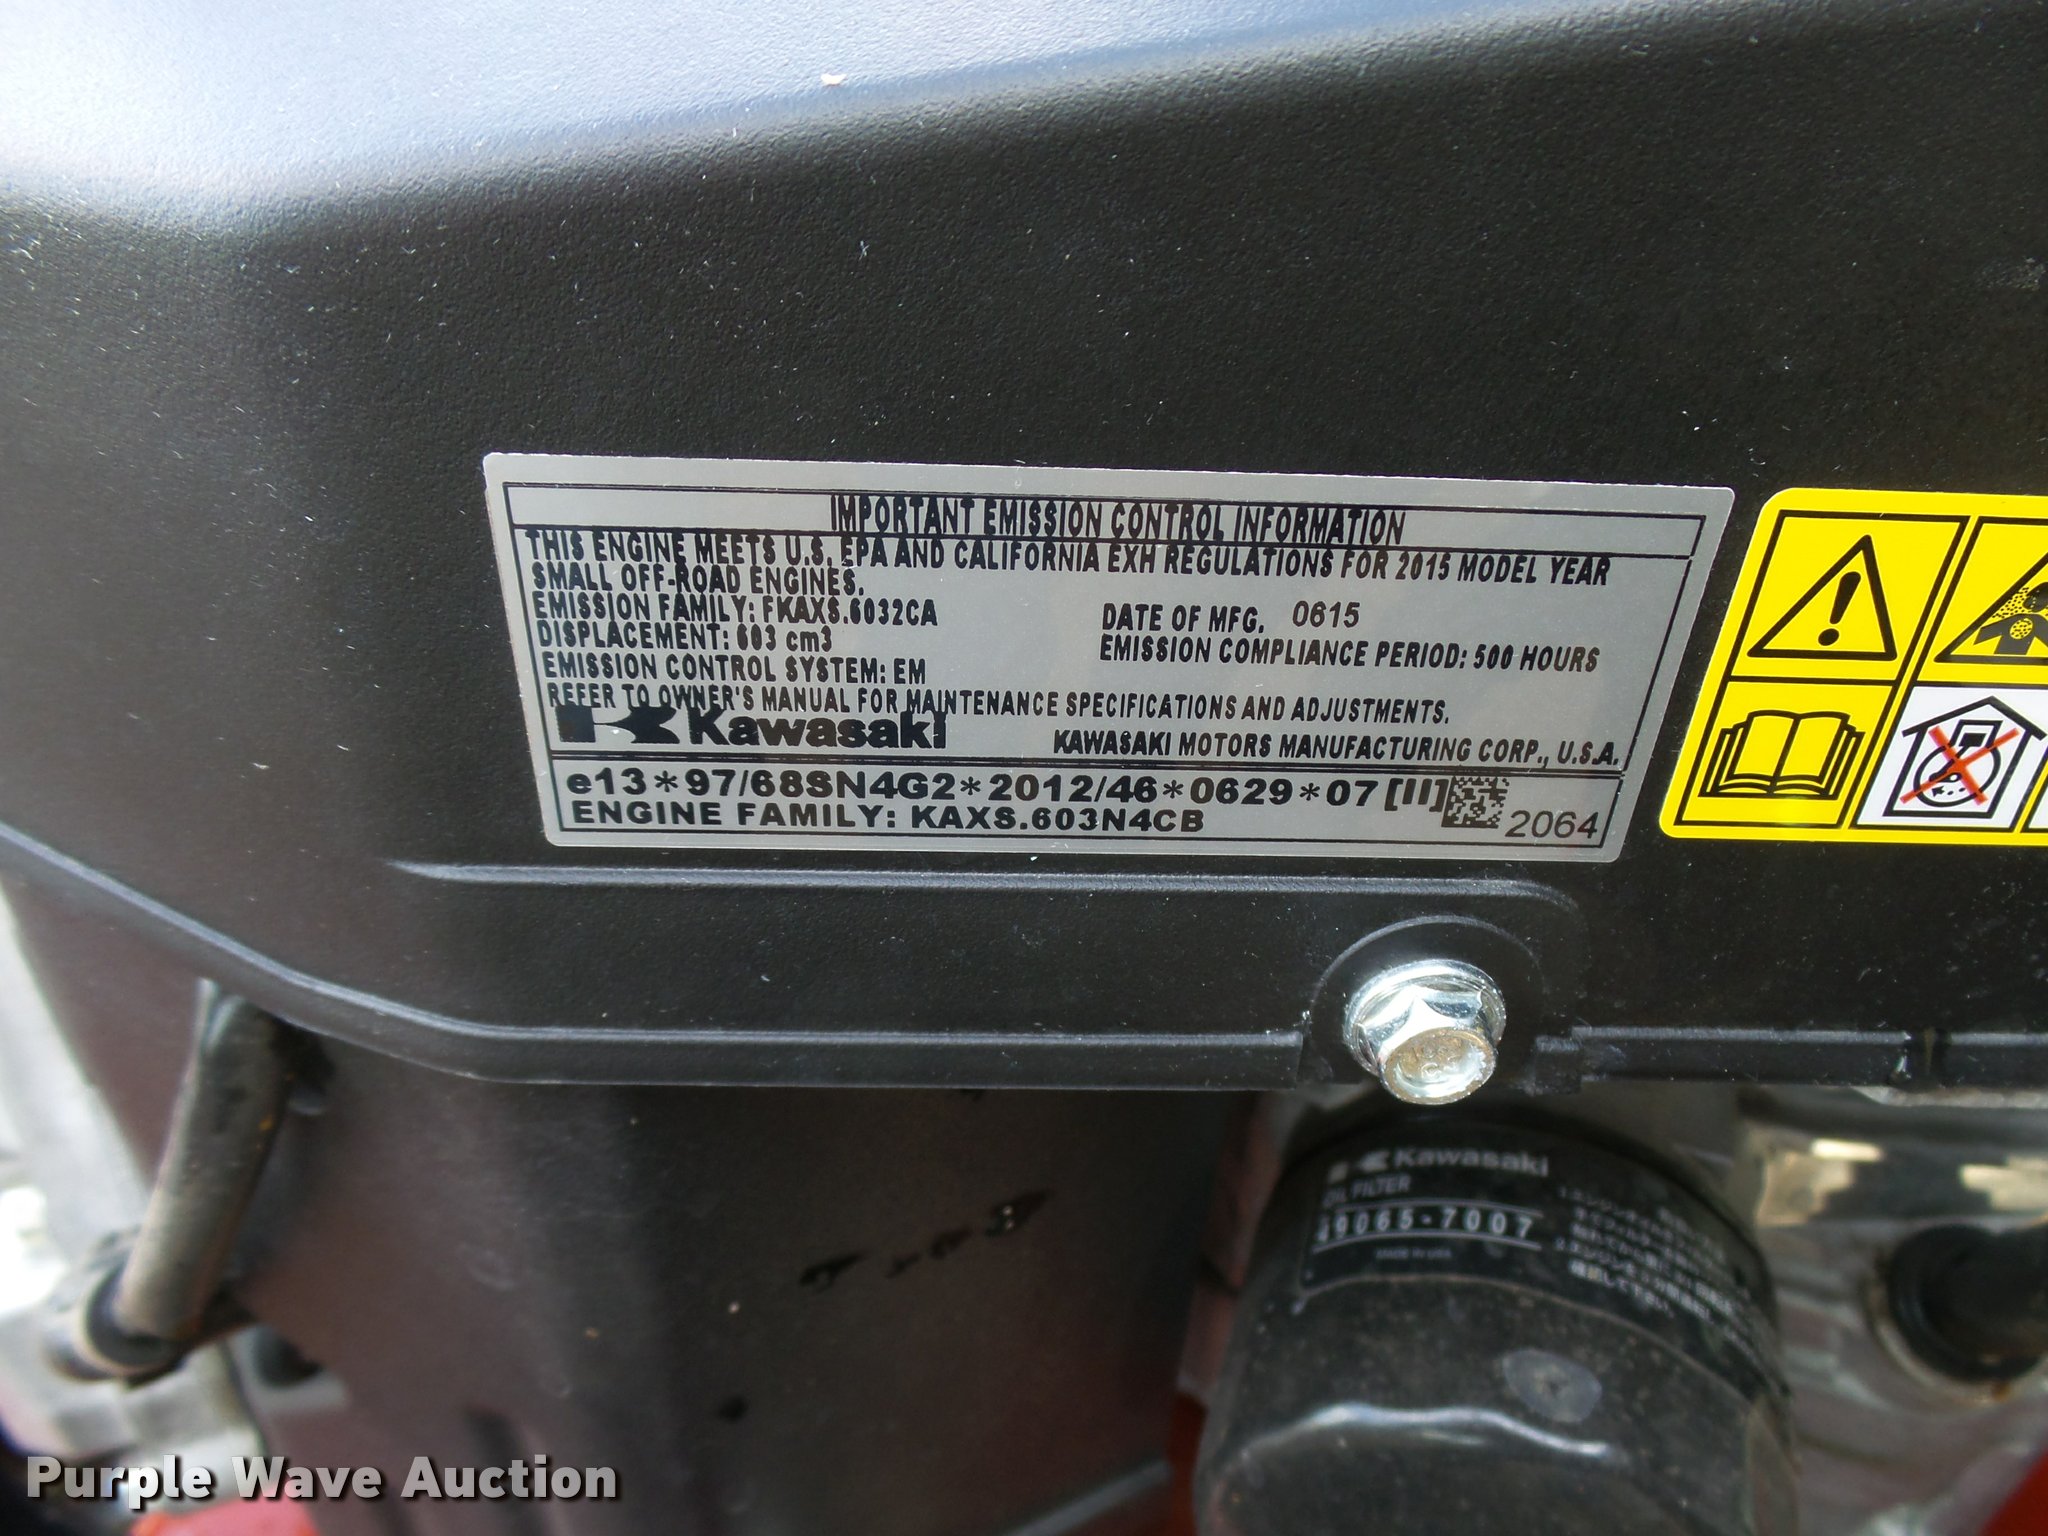 IMPORTANT EMISSION CONTROL INFORMATION
THIS ENGINE MEETS U.S. EPA AND CALIFORNIA EXH REGULATIONS FOR 2015 MODEL YEAR
SMALL OFF-ROAD ENGINES.
EMISSION FAMILY: FKAXS.6032CA
DATE OF MFG. 0615
DISPLACEMENT: 603 cm3
EMISSION COMPLIANCE PERIOD: 500 HOURS
EMISSION CONTROL SYSTEM: EM
REFER TO OWNER'S MANUAL FOR MAINTENANCE SPECIFICATIONS AND ADJUSTMENTS.
Kawasaki
KAWASAKI MOTORS MANUFACTURING CORP., U.S.A.
e13*97/68SN4G2*2012/46*0629*07 [II]
ENGINE FAMILY: KAXS.603N4CB
2064
Kawasaki
OIL FILTER
49065-7007
MADE IN USA
Purple Wave Auction